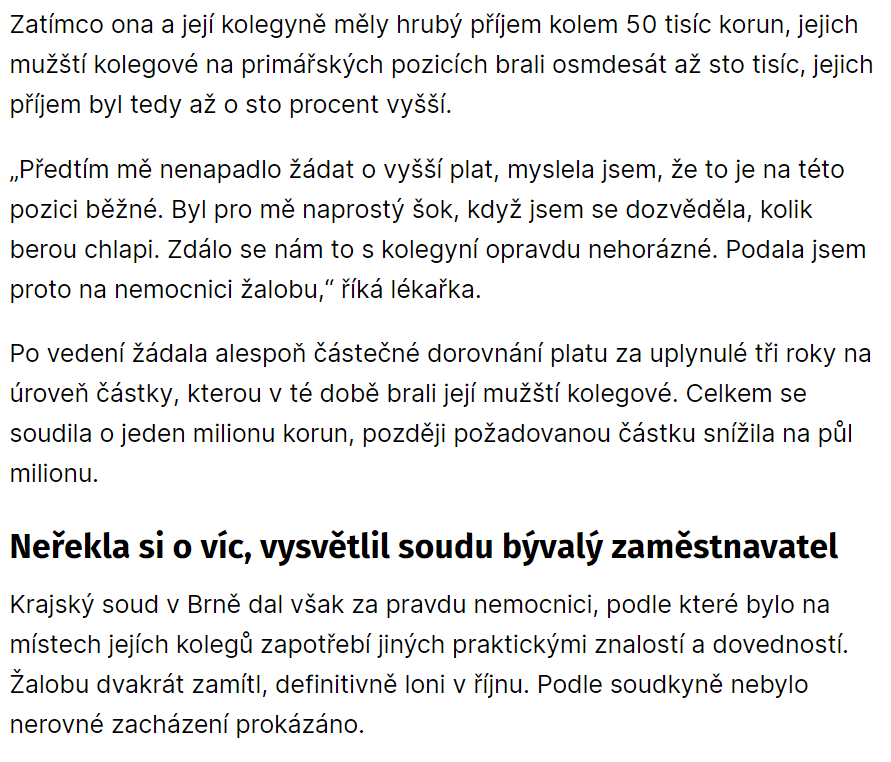 Zatímco ona a její kolegyně měly hrubý příjem kolem 50 tisíc korun, jejich
mužští kolegové na primářských pozicích brali osmdesát až sto tisíc, jejich
příjem byl tedy až o sto procent vyšší.
„Předtím mě nenapadlo žádat o vyšší plat, myslela jsem, že to je na této
pozici běžné. Byl pro mě naprostý šok, když jsem se dozvěděla, kolik
berou chlapi. Zdálo se nám to s kolegyní opravdu nehorázné. Podala jsem
proto na nemocnici žalobu,“ říká lékařka.
Po vedení žádala alespoň částečné dorovnání platu za uplynulé tři roky na
úroveň částky, kterou v té době brali její mužští kolegové. Celkem se
soudila o jeden milionu korun, později požadovanou částku snížila na půl
milionu.
Neřekla si o víc, vysvětlil soudu bývalý zaměstnavatel
Krajský soud v Brně dal však za pravdu nemocnici, podle které bylo na
místech jejích kolegů zapotřebí jiných praktickými znalostí a dovedností.
Žalobu dvakrát zamítl, definitivně loni v říjnu. Podle soudkyně nebylo
nerovné zacházení prokázáno.